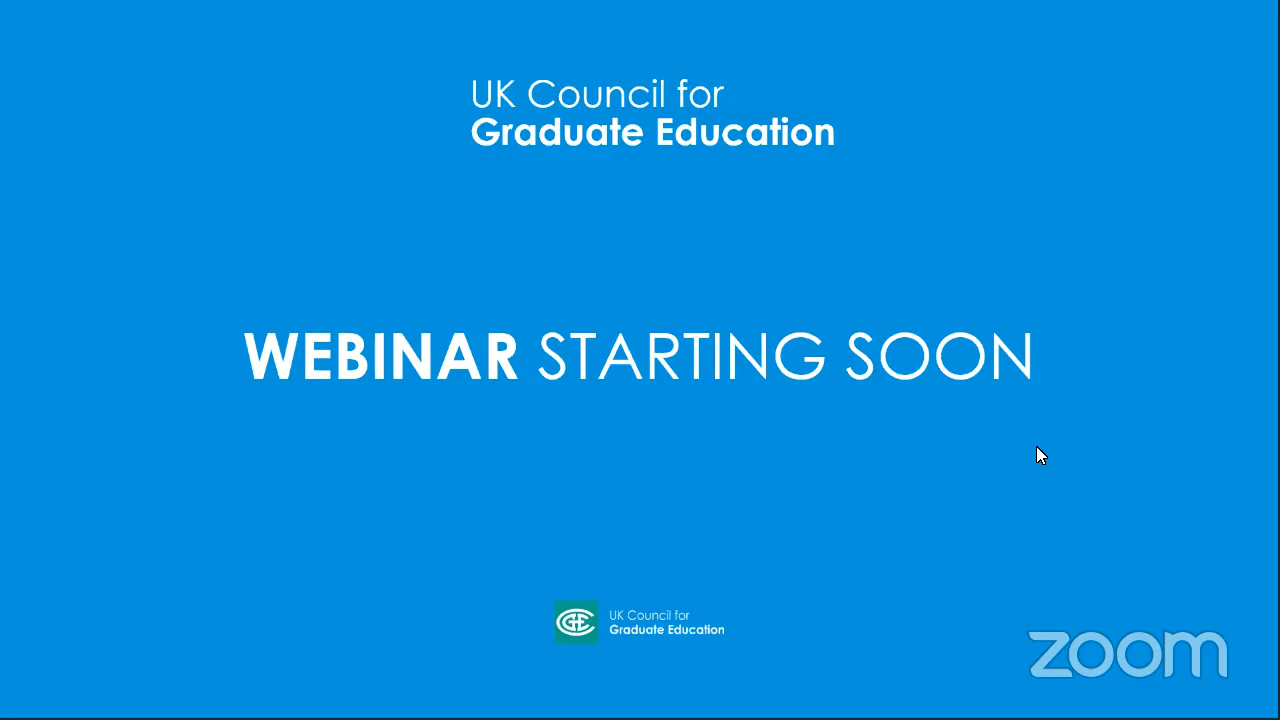 UK Council for
Graduate Education
WEBINAR STARTING SOON
UK Council for
Graduate Education
zoom